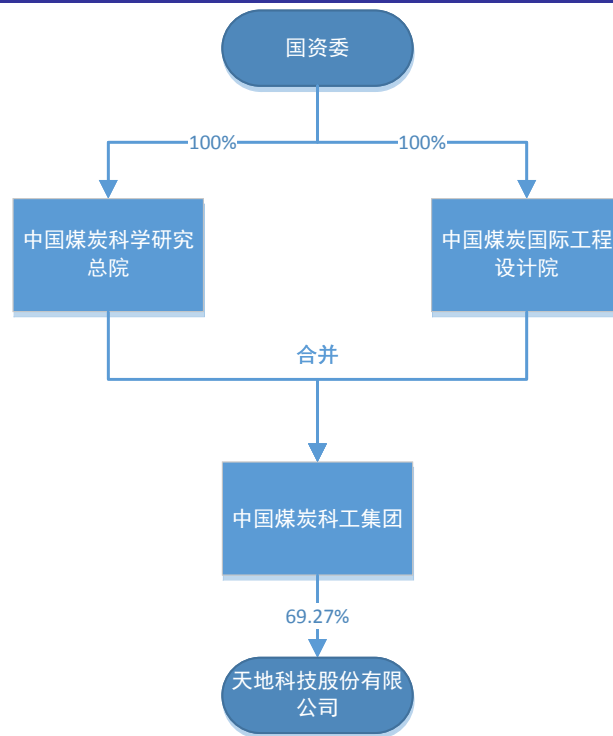 国资委
100%
100%
中国煤炭科学研究
总院
中国煤炭国际工程
设计院
合并
中国煤炭科工集团
69.27%
天地科技股份有限
公司